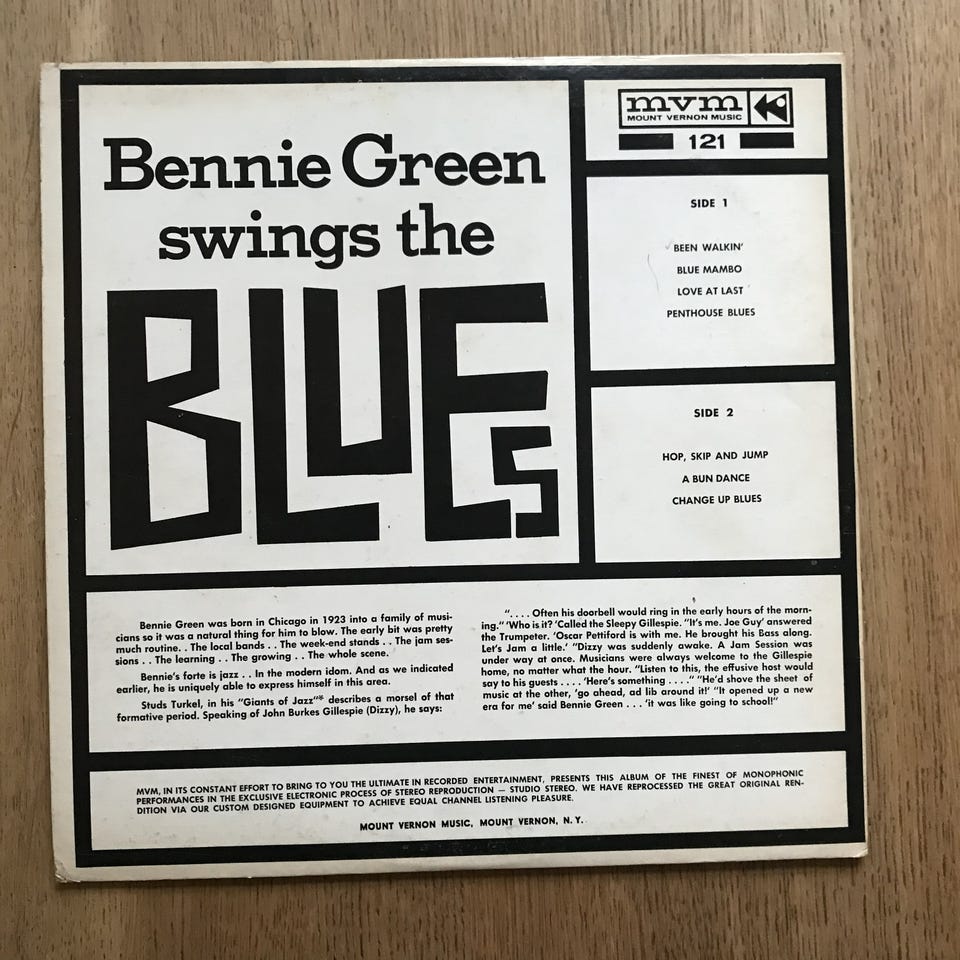 Bennie Green
swings the
BLUES
mvm
MOUNT VERNON MUSIC
121
SIDE 1
BEEN WALKIN'
BLUE MAMBO
LOVE AT LAST
PENTHOUSE BLUES
SIDE 2
HOP, SKIP AND JUMP
A BUN DANCE
CHANGE UP BLUES
Bennie Green was born in Chicago in 1923 into a family of musi-
cians so it was a natural thing for him to blow. The early bit was pretty
much routine. . The local bands . . The week-end stands . . The jam ses-
sions . . The learning . . The growing . . The whole scene.
Bennie's forte is jazz . . In the modern idom. And as we indicated
earlier, he is uniquely able to express himself in this area.
Studs Turkel, in his "Giants of Jazz"* describes a morsel of that
formative period. Speaking of John Burkes Gillespie (Dizzy), he says:
". . . . Often his doorbell would ring in the early hours of the morn-
ing." 'Who is it? 'Called the Sleepy Gillespie. "It's me. Joe Guy' answered
the Trumpeter. 'Oscar Pettiford is with me. He brought his Bass along.
Let's Jam a little.' "Dizzy was suddenly awake. A Jam Session was
under way at once. Musicians were always welcome to the Gillespie
home, no matter what the hour. "Listen to this, the effusive host would
say to his guests . . . . 'Here's something . . . ." "He'd shove the sheet of
music at the other, 'go ahead, ad lib around it!' "It opened up a new
era for me' said Bennie Green . . . 'it was like going to school!"
MVM, IN ITS CONSTANT EFFORT TO BRING TO YOU THE ULTIMATE IN RECORDED ENTERTAINMENT, PRESENTS THIS ALBUM OF THE FINEST OF MONOPHONIC
PERFORMANCES IN THE EXCLUSIVE ELECTRONIC PROCESS OF STEREO REPRODUCTION — STUDIO STEREO. WE HAVE REPROCESSED THE GREAT ORIGINAL REN-
DITION VIA OUR CUSTOM DESIGNED EQUIPMENT TO ACHIEVE EQUAL CHANNEL LISTENING PLEASURE.
MOUNT VERNON MUSIC, MOUNT VERNON, N. Y.